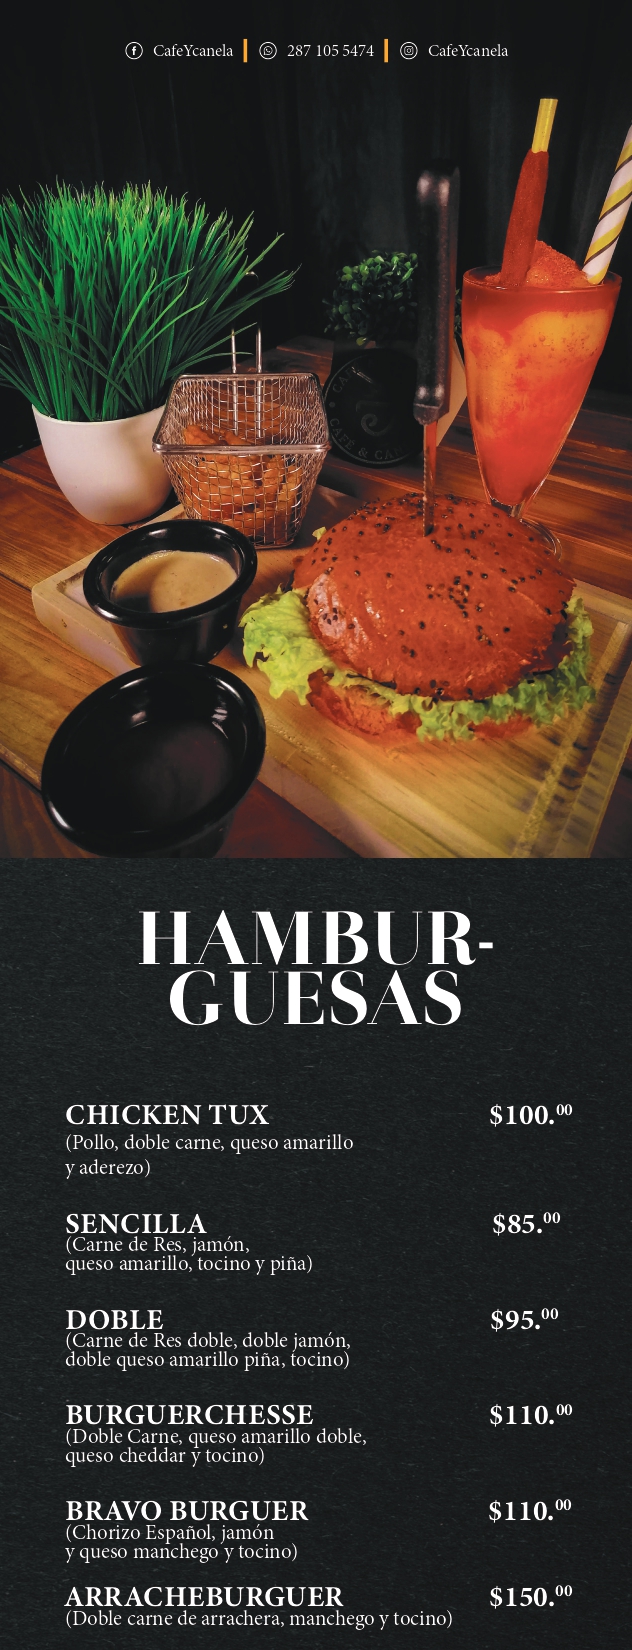 CafeYcanela | 287 105 5474 | CafeYcanela
CAFÉ & CA
HAMBUR-
GUESAS
CHICKEN TUX $100.00
(Pollo, doble carne, queso amarillo
y aderezo)
SENCILLA $85.00
(Carne de Res, jamón,
queso amarillo, tocino y piña)
DOBLE $95.00
(Carne de Res doble, doble jamón,
doble queso amarillo piña, tocino)
BURGUERCHESSE $110.00
(Doble Carne, queso amarillo doble,
queso cheddar y tocino)
BRAVO BURGUER $110.00
(Chorizo Español, jamón
y queso manchego y tocino)
ARRACHEBURGUER $150.00
(Doble carne de arrachera, manchego y tocino)